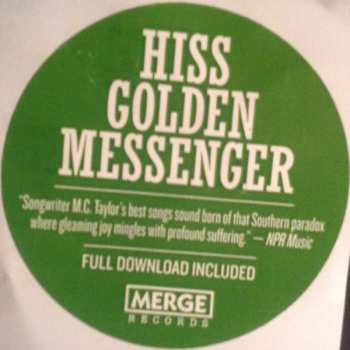 HISS
GOLDEN
MESSENGER
"Songwriter M.C. Taylor's best songs sound born of that Southern paradox
where gleaming joy mingles with profound suffering." — NPR Music
FULL DOWNLOAD INCLUDED
MERGE
RECORDS